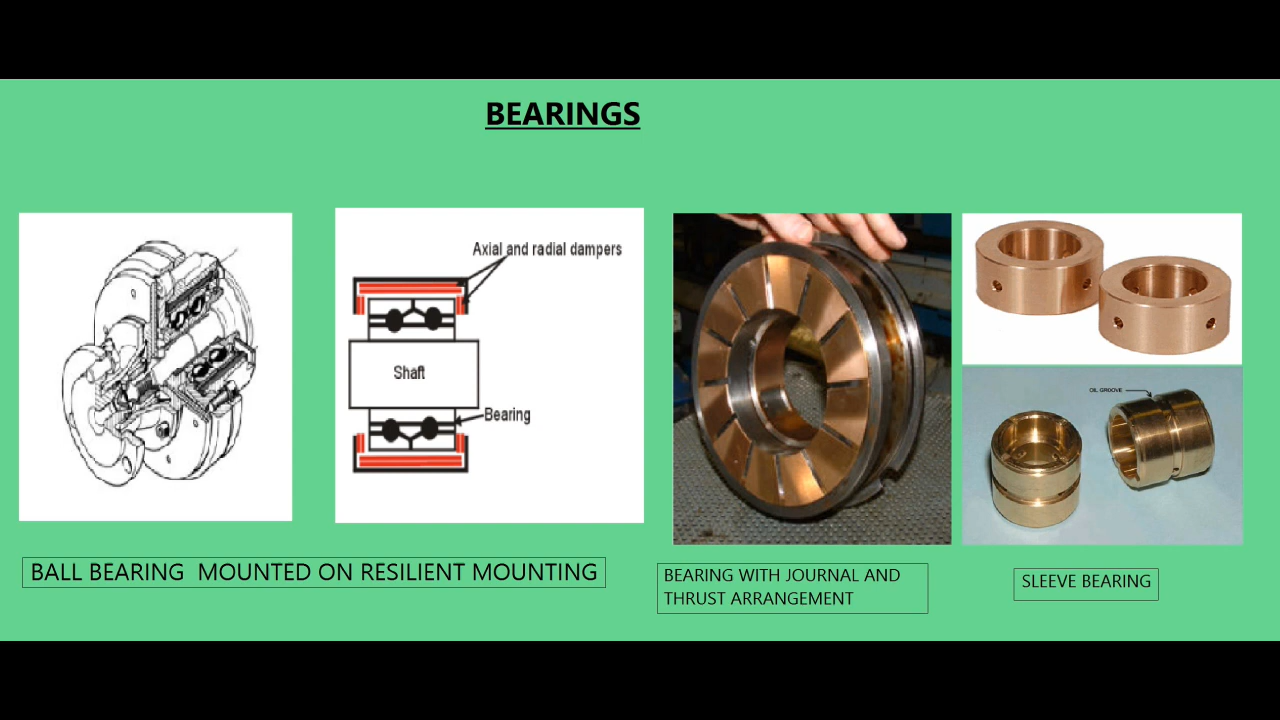 BEARINGS
Axial and radial dampers
Shaft
Bearing
OIL GROOVE
BALL BEARING  MOUNTED ON RESILIENT MOUNTING
BEARING WITH JOURNAL AND
THRUST ARRANGEMENT
SLEEVE BEARING